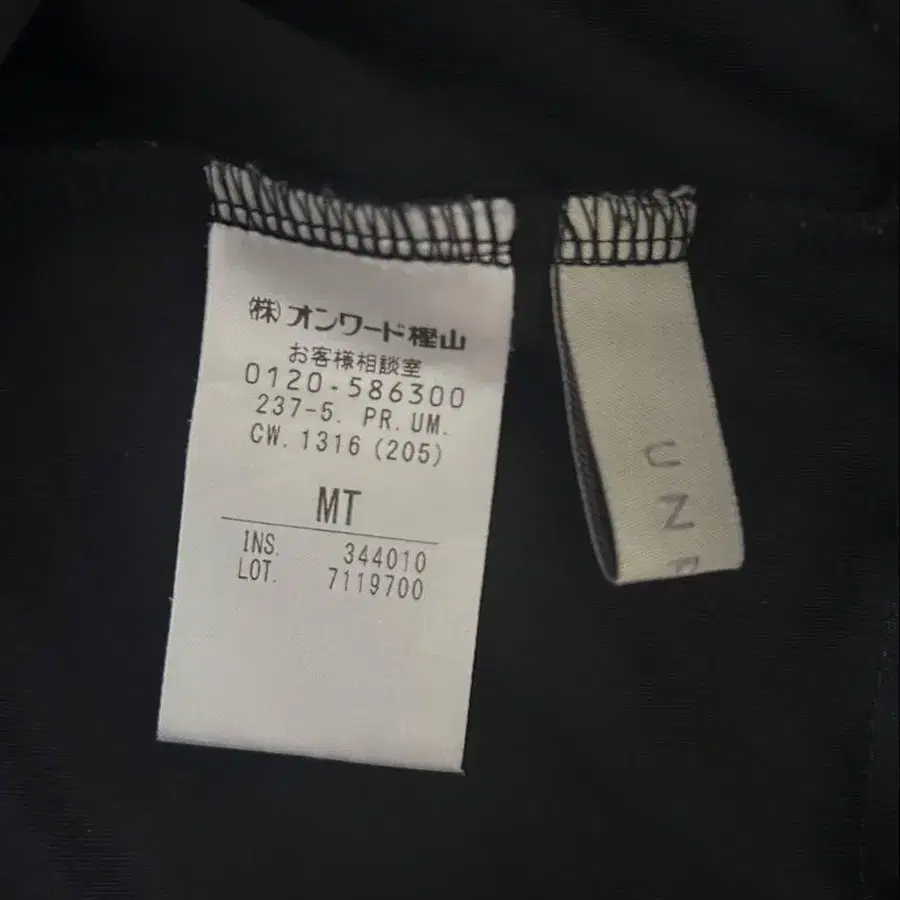 (株)オンワード樫山
お客様相談室
0120-586300
237-5. PR. UM.
CW. 1316 (205)
MT
INS. 344010
LOT. 7119700
U N